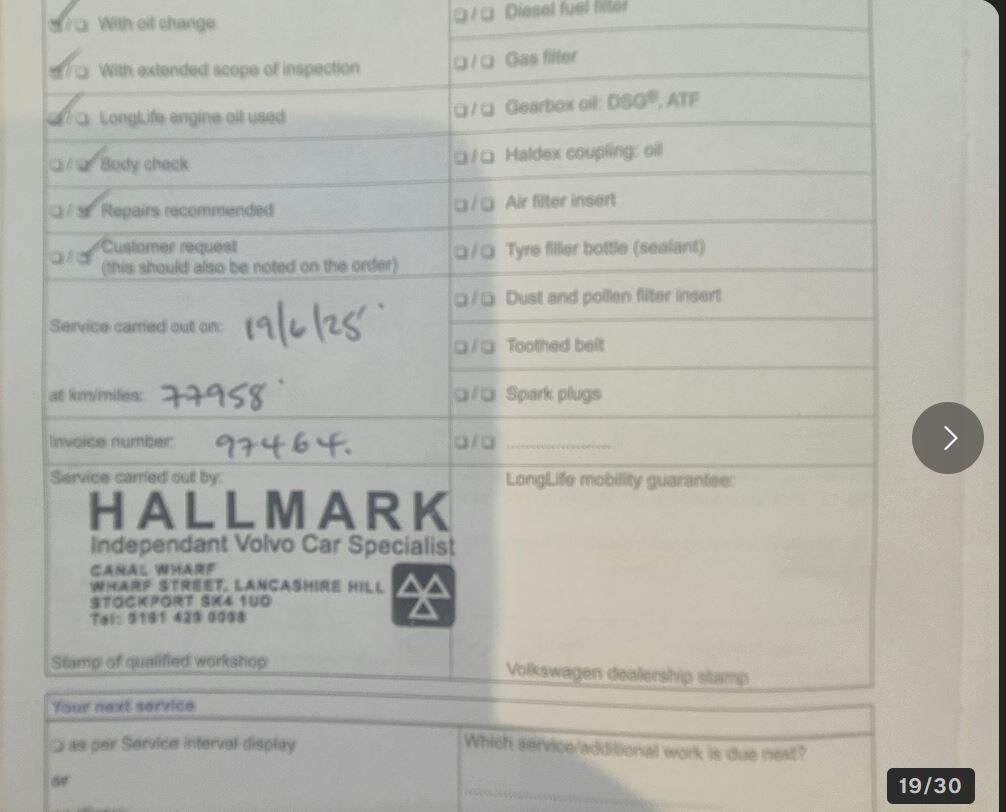 With oil change
With extended scope of inspection
LongLife engine oil used
Body check
Repairs recommended
Customer request
(this should also be noted on the order)
Service carried out on: 19/6/25
at km/miles: 77958
Invoice number: 97464.
Service carried out by:
HALLMARK
Independant Volvo Car Specialist
CANAL WHARF
WHARF STREET, LANCASHIRE HILL
STOCKPORT SK4 1UD
Tel: 0161 429
Stamp of qualified workshop
Diesel fuel filter
Gas filter
Gearbox oil: DSG®, ATF
Haldex coupling: oil
Air filter insert
Tyre filler bottle (sealant)
Dust and pollen filter insert
Toothed belt
Spark plugs
LongLife mobility guarantee:
Volkswagen dealership stamp
Your next service
as per Service interval display
or
Which service/additional work is due next?
19/30